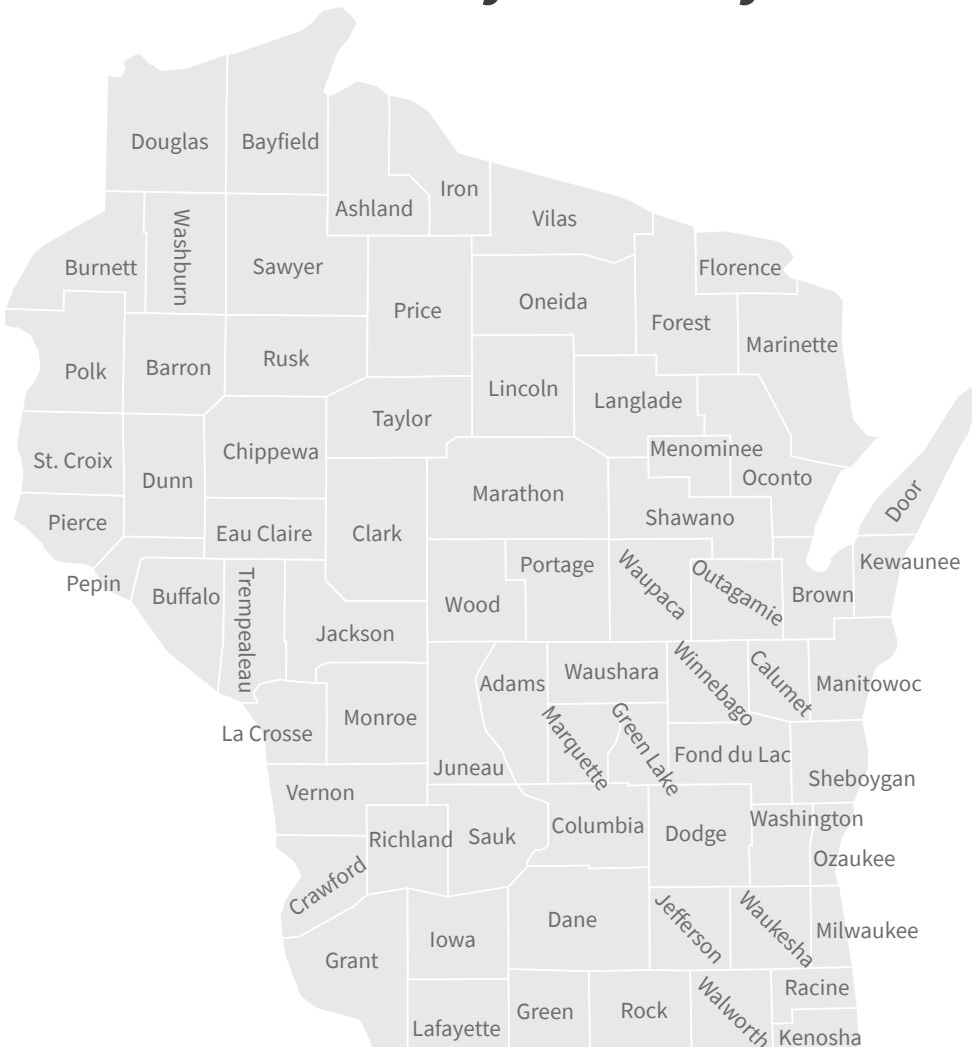 Douglas
Bayfield
Iron
Ashland
Vilas
Washburn
Burnett
Sawyer
Florence
Price
Oneida
Forest
Marinette
Polk
Barron
Rusk
Lincoln
Langlade
Taylor
St. Croix
Chippewa
Menominee
Dunn
Oconto
Marathon
Door
Pierce
Eau Claire
Clark
Shawano
Kewaunee
Pepin
Buffalo
Trempealeau
Portage
Waupaca
Outagamie
Brown
Wood
Jackson
Adams
Waushara
Winnebago
Calumet
Manitowoc
La Crosse
Monroe
Juneau
Marquette
Green Lake
Fond du Lac
Sheboygan
Vernon
Richland
Sauk
Columbia
Dodge
Washington
Ozaukee
Crawford
Grant
Iowa
Dane
Jefferson
Waukesha
Milwaukee
Lafayette
Green
Rock
Walworth
Racine
Kenosha